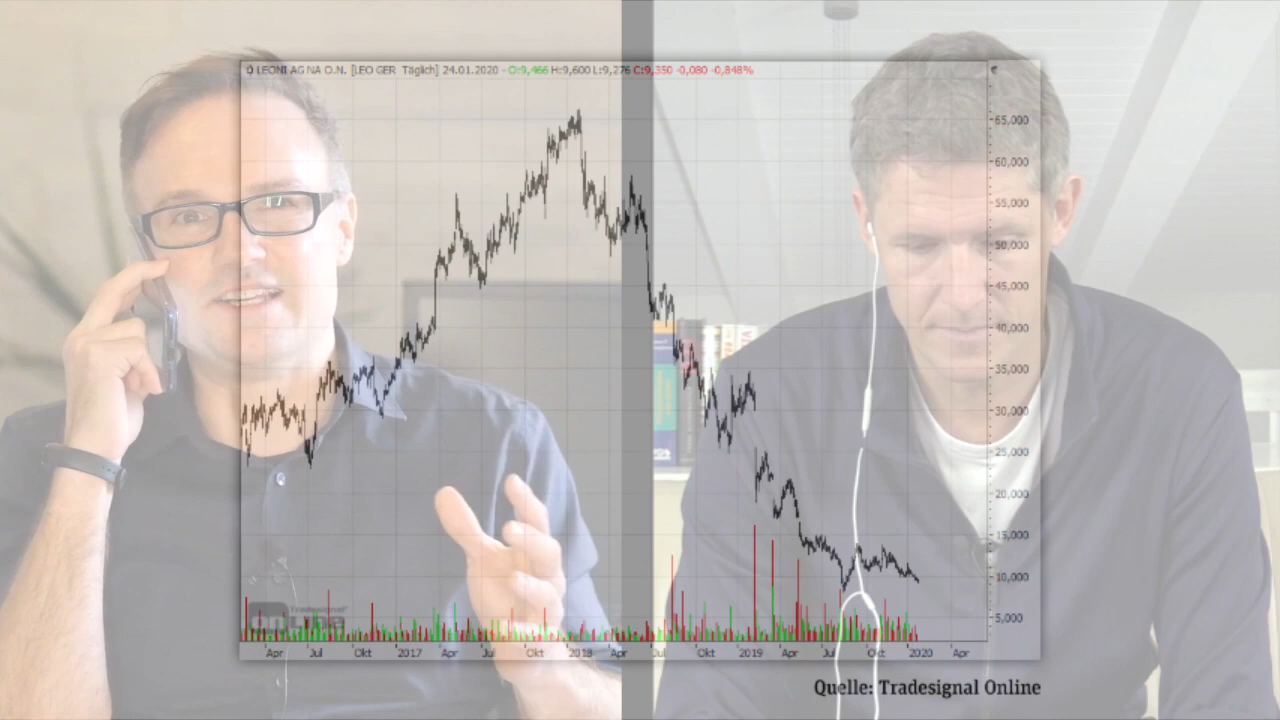 LEONI AG NA O.N. [LEO GER Täglich] 24.01.2020 - O:9,466 H:9,600 L:9,276 C:9,350 -0,080 -0,848%
€
65,000
60,000
55,000
50,000
45,000
40,000
35,000
30,000
25,000
20,000
15,000
10,000
5,000
Tradesignal
ONLINE
Apr Jul Okt 2017 Apr Jul Okt 2018 Apr Jul Okt 2019 Apr Jul Okt 2020 Apr
Quelle: Tradesignal Online